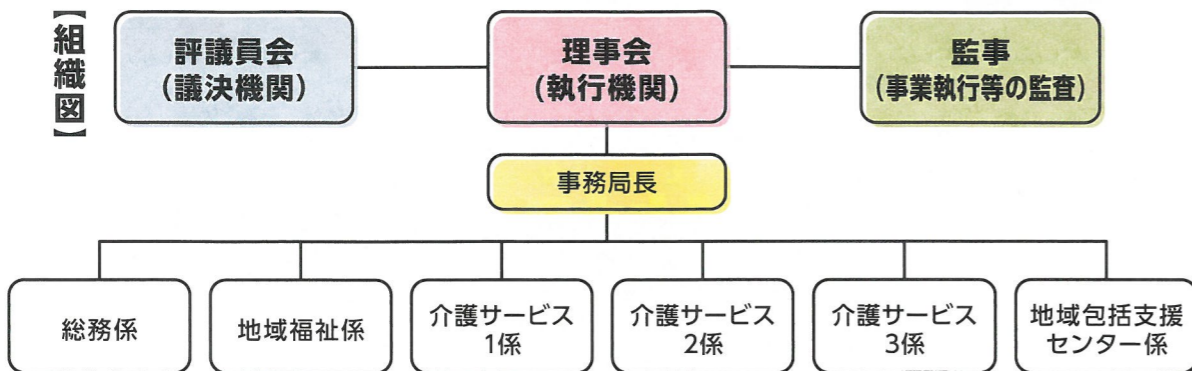 【組織図】
評議員会
(議決機関)
理事会
(執行機関)
監事
(事業執行等の監査)
事務局長
総務係
地域福祉係
介護サービス
1係
介護サービス
2係
介護サービス
3係
地域包括支援
センター係